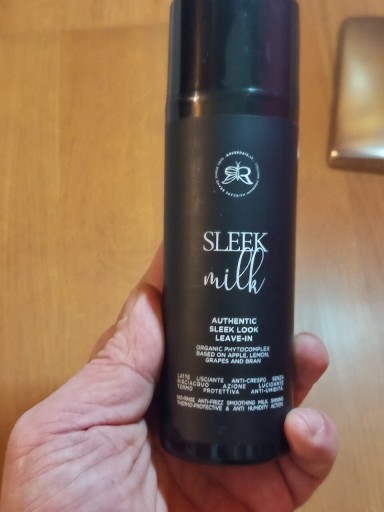 SR
SLEEK
milk
AUTHENTIC
SLEEK LOOK
LEAVE-IN
ORGANIC PHYTOCOMPLEX
BASED ON APPLE, LEMON,
GRAPES AND BRAN
LATTE LISCIANTE ANTI-CRESPO SENZA
RISCIACQUO AZIONE LUCIDANTE
TERMO PROTETTIVA ANTI-UMIDITÀ
NO-RINSE ANTI-FRIZZ SMOOTHING MILK SHINING
THERMO-PROTECTIVE & ANTI HUMIDITY ACTION